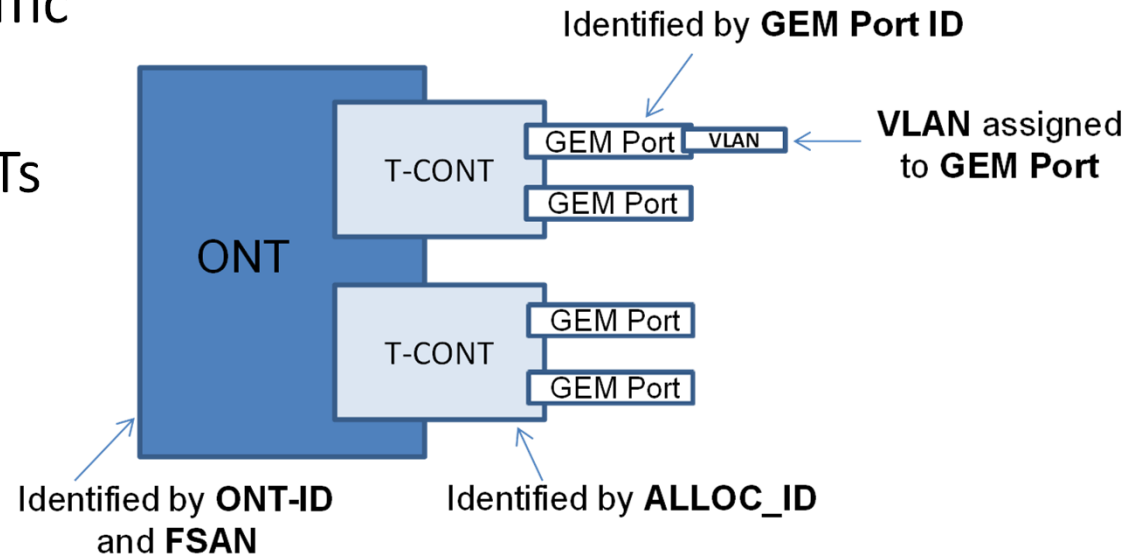 Identified by GEM Port ID
Ts
GEM Port
VLAN
VLAN assigned
to GEM Port
T-CONT
GEM Port
ONT
GEM Port
T-CONT
GEM Port
Identified by ONT-ID
and FSAN
Identified by ALLOC_ID